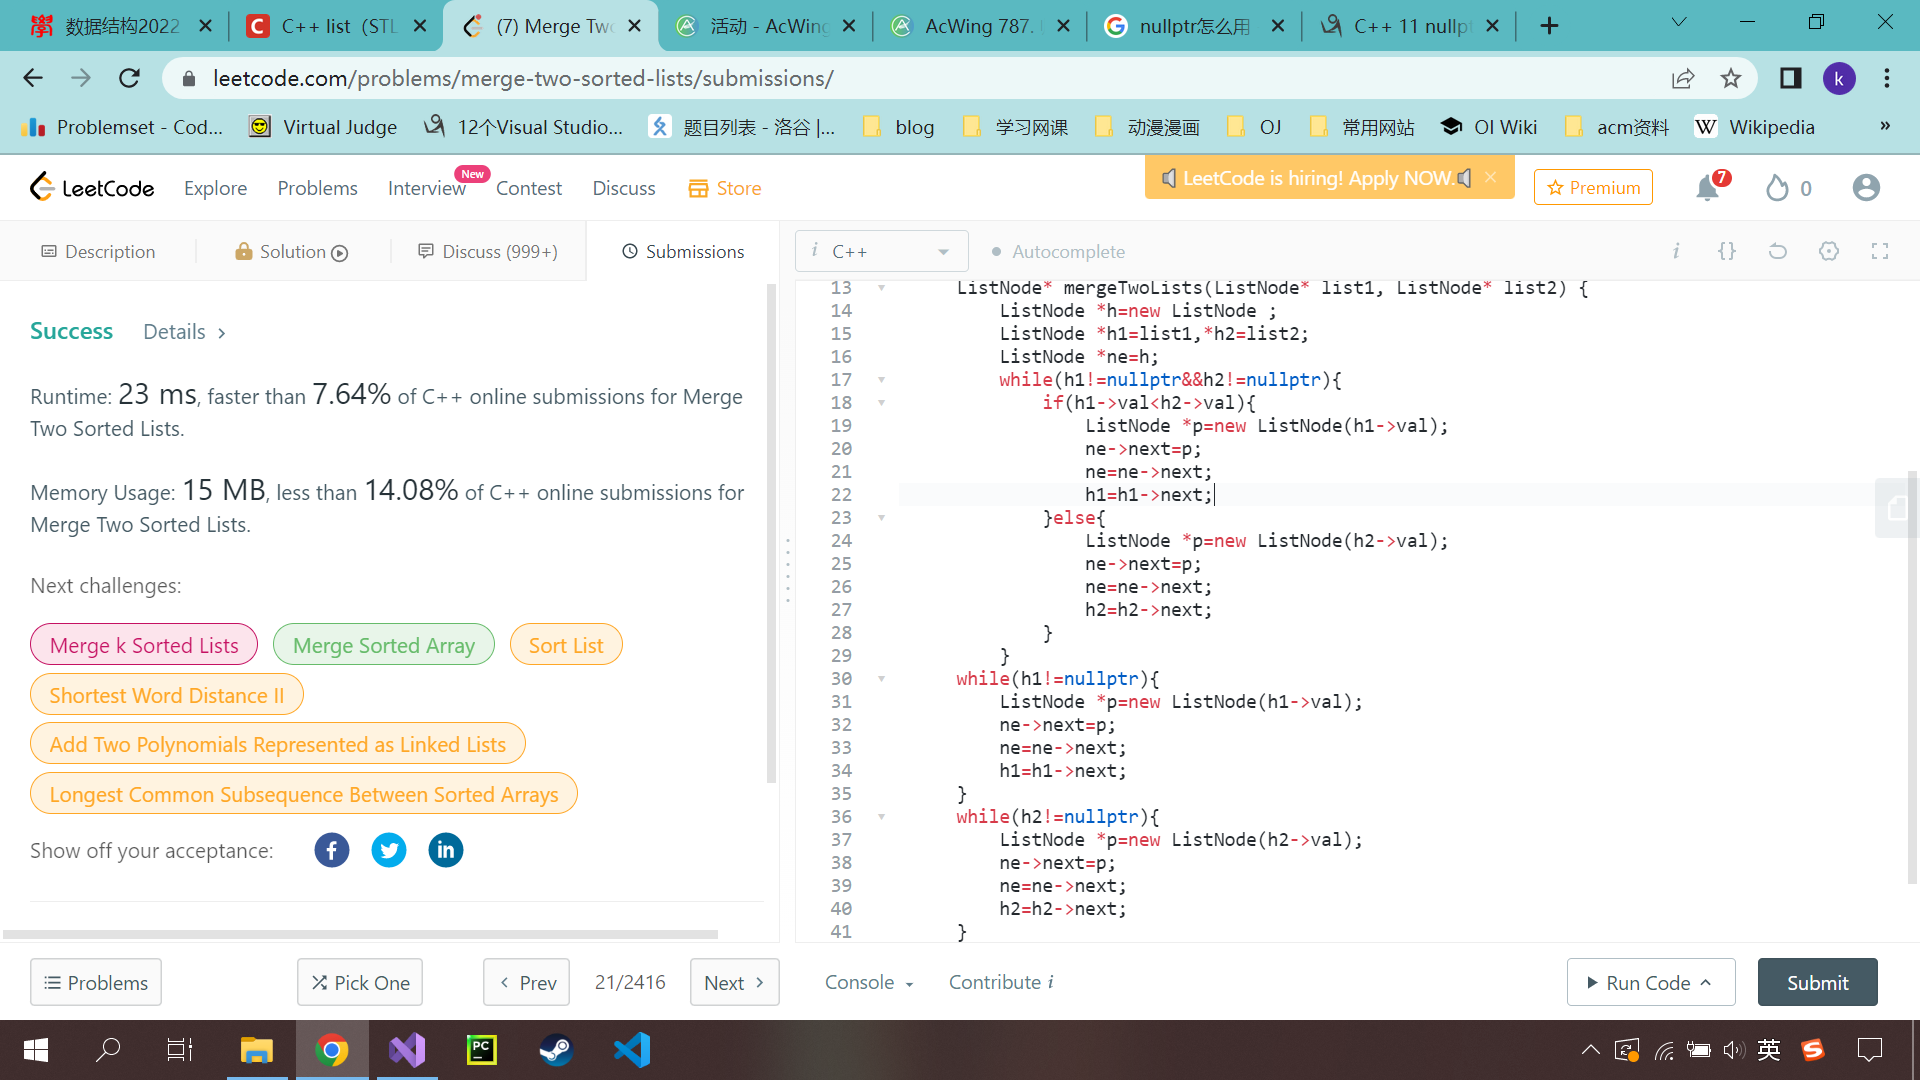 数据结构2022
C++ list（STL
(7) Merge Two
活动 - AcWing
AcWing 787.
nullptr怎么用
C++ 11 nullpt
leetcode.com/problems/merge-two-sorted-lists/submissions/
k
Problemset - Cod...
Virtual Judge
12个Visual Studio...
题目列表 - 洛谷 |...
blog
学习网课
动漫漫画
OJ
常用网站
OI Wiki
acm资料
W Wikipedia
»
LeetCode
Explore
Problems
Interview
New
Contest
Discuss
Store
LeetCode is hiring! Apply NOW.
Premium
7
0
Description
Solution
Discuss (999+)
Submissions
i C++
Autocomplete
i
{}
Success
Details
Runtime: 23 ms, faster than 7.64% of C++ online submissions for Merge
Two Sorted Lists.
Memory Usage: 15 MB, less than 14.08% of C++ online submissions for
Merge Two Sorted Lists.
Next challenges:
Merge k Sorted Lists
Merge Sorted Array
Sort List
Shortest Word Distance II
Add Two Polynomials Represented as Linked Lists
Longest Common Subsequence Between Sorted Arrays
Show off your acceptance:
13 ListNode* mergeTwoLists(ListNode* list1, ListNode* list2) {
14 ListNode *h=new ListNode ;
15 ListNode *h1=list1,*h2=list2;
16 ListNode *ne=h;
17 while(h1!=nullptr&&h2!=nullptr){
18 if(h1->val<h2->val){
19 ListNode *p=new ListNode(h1->val);
20 ne->next=p;
21 ne=ne->next;
22 h1=h1->next;
23 }else{
24 ListNode *p=new ListNode(h2->val);
25 ne->next=p;
26 ne=ne->next;
27 h2=h2->next;
28 }
29 }
30 while(h1!=nullptr){
31 ListNode *p=new ListNode(h1->val);
32 ne->next=p;
33 ne=ne->next;
34 h1=h1->next;
35 }
36 while(h2!=nullptr){
37 ListNode *p=new ListNode(h2->val);
38 ne->next=p;
39 ne=ne->next;
40 h2=h2->next;
41 }
Problems
Pick One
Prev
21/2416
Next
Console
Contribute i
Run Code
Submit
PC
英